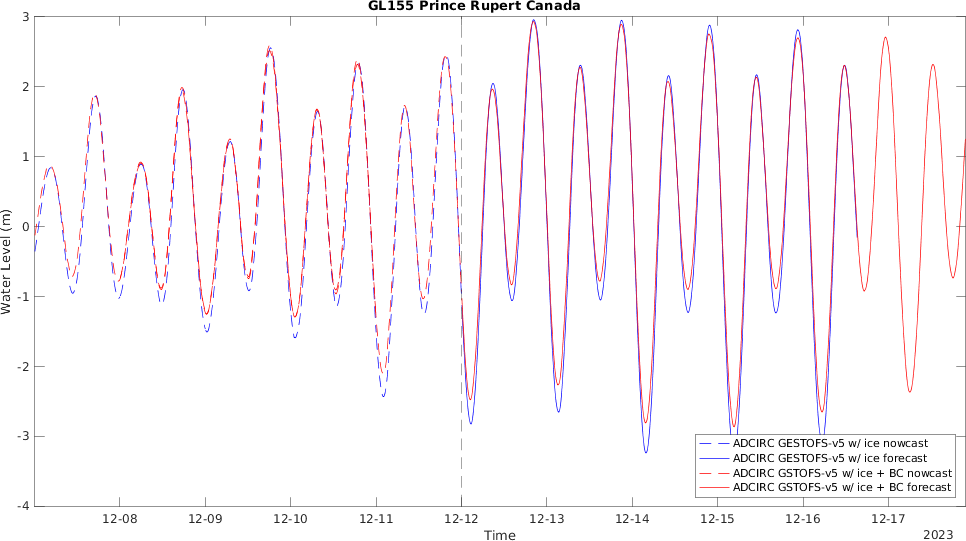 GL155 Prince Rupert Canada
Water Level (m)
3
2
1
0
-1
-2
-3
-4
ADCIRC GESTOFS-v5 w/ ice nowcast
ADCIRC GESTOFS-v5 w/ ice forecast
ADCIRC GSTOFS-v5 w/ ice + BC nowcast
ADCIRC GSTOFS-v5 w/ ice + BC forecast
12-08 12-09 12-10 12-11 12-12 12-13 12-14 12-15 12-16 12-17
Time
2023